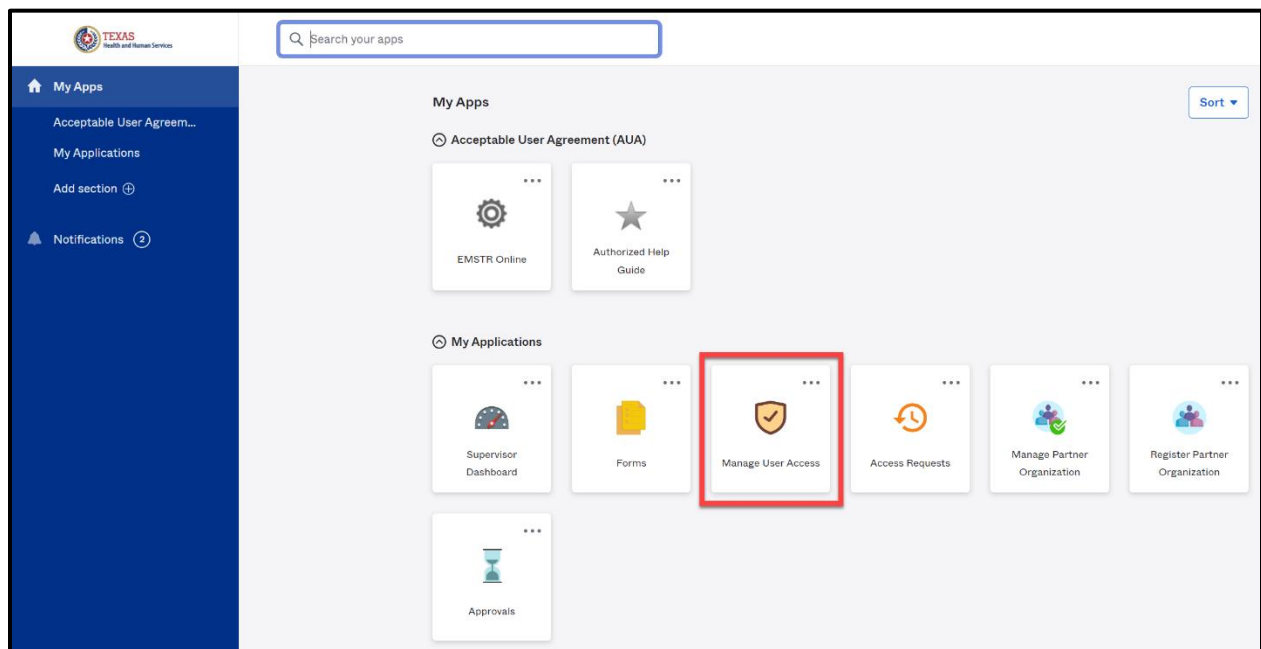 TEXAS
Health and Human Services
Search your apps
My Apps
Acceptable User Agreem...
My Applications
Add section
Notifications 2
My Apps
Sort
Acceptable User Agreement (AUA)
EMSTR Online
Authorized Help
Guide
My Applications
Supervisor
Dashboard
Forms
Manage User Access
Access Requests
Manage Partner
Organization
Register Partner
Organization
Approvals